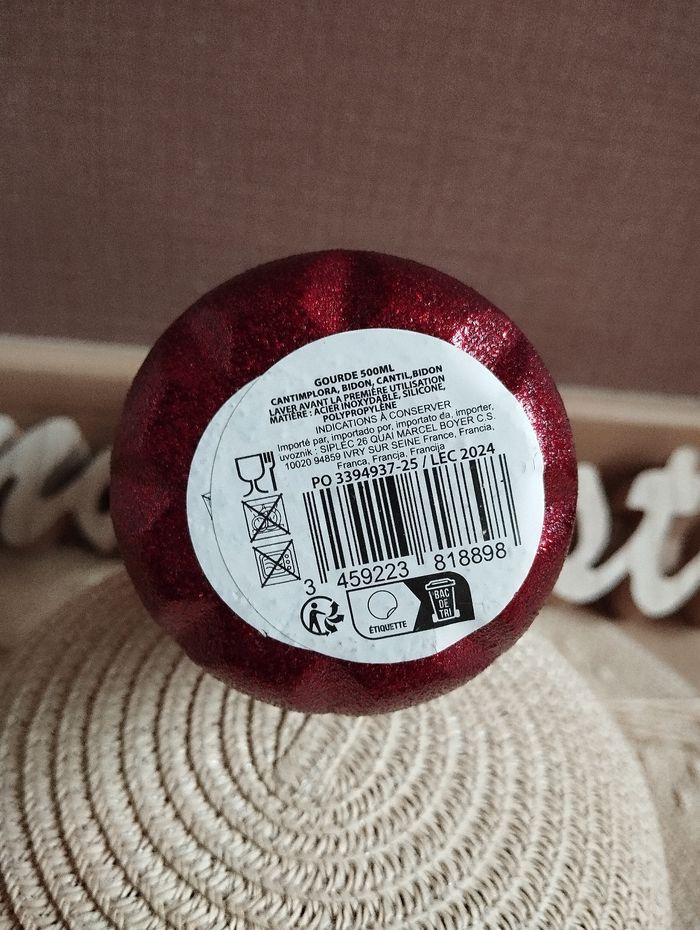 GOURDE 500ML
CANTIMPLORA, BIDON, CANTIL,BIDON
LAVER AVANT LA PREMIÈRE UTILISATION
MATIÈRE : ACIER INOXYDABLE, SILICONE,
POLYPROPYLÈNE
INDICATIONS À CONSERVER
Importé par, importado por, importato da, importer,
uvoznik : SIPLEC 26 QUAI MARCEL BOYER C.S.
10020 94859 IVRY SUR SEINE France, Francia,
Franca, Francja, Francija
PO 3394937-25 / LEC 2024
3 459223 818898
ÉTIQUETTE
BAC
DE
TRI